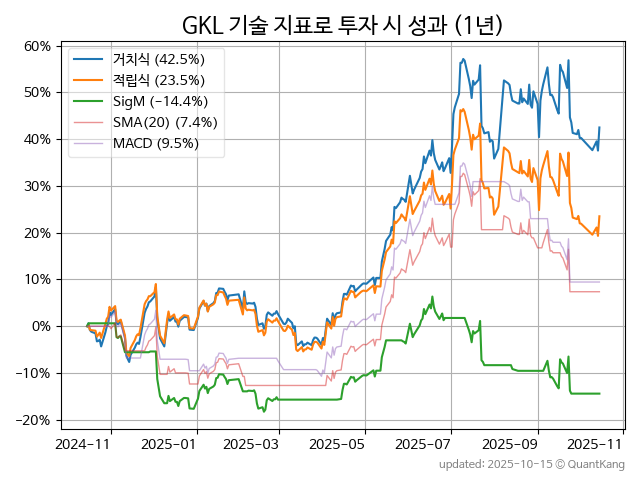 GKL 기술 지표로 투자 시 성과 (1년)
60%
50%
40%
30%
20%
10%
0%
−10%
−20%
거치식 (42.5%)
적립식 (23.5%)
SigM (−14.4%)
SMA(20) (7.4%)
MACD (9.5%)
2024-11 2025-01 2025-03 2025-05 2025-07 2025-09 2025-11
updated: 2025-10-15 © QuantKang